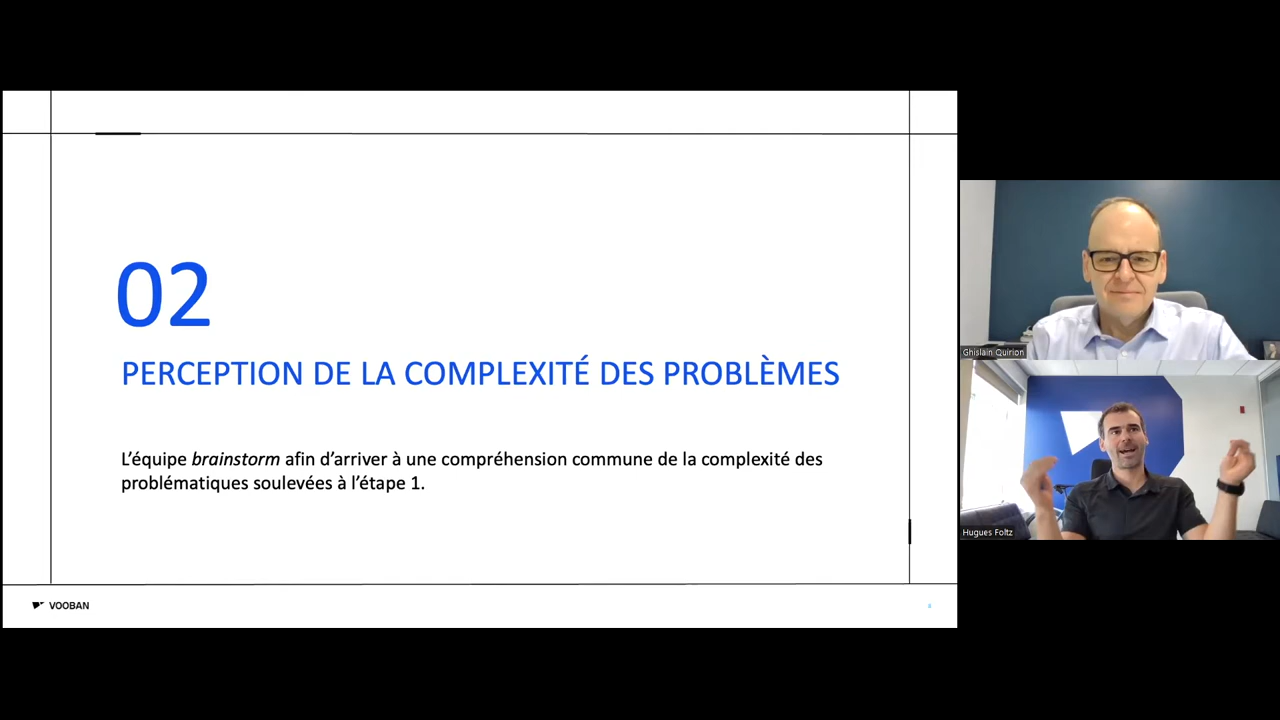 02
PERCEPTION DE LA COMPLEXITÉ DES PROBLÈMES
L’équipe brainstorm afin d’arriver à une compréhension commune de la complexité des
problématiques soulevées à l’étape 1.
VOOBAN
Ghislain Quirion
Hugues Foltz